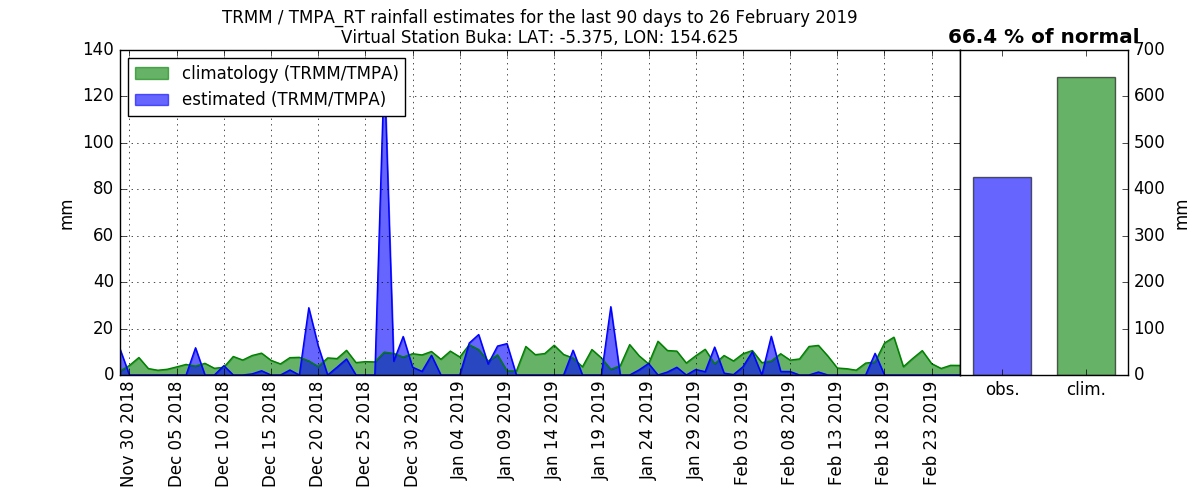 TRMM / TMPA_RT rainfall estimates for the last 90 days to 26 February 2019
Virtual Station Buka: LAT: -5.375, LON: 154.625
66.4 % of normal
climatology (TRMM/TMPA)
estimated (TRMM/TMPA)
mm
140
120
100
80
60
40
20
0
Nov 30 2018
Dec 05 2018
Dec 10 2018
Dec 15 2018
Dec 20 2018
Dec 25 2018
Dec 30 2018
Jan 04 2019
Jan 09 2019
Jan 14 2019
Jan 19 2019
Jan 24 2019
Jan 29 2019
Feb 03 2019
Feb 08 2019
Feb 13 2019
Feb 18 2019
Feb 23 2019
obs.
clim.
700
600
500
400
300
200
100
0
mm